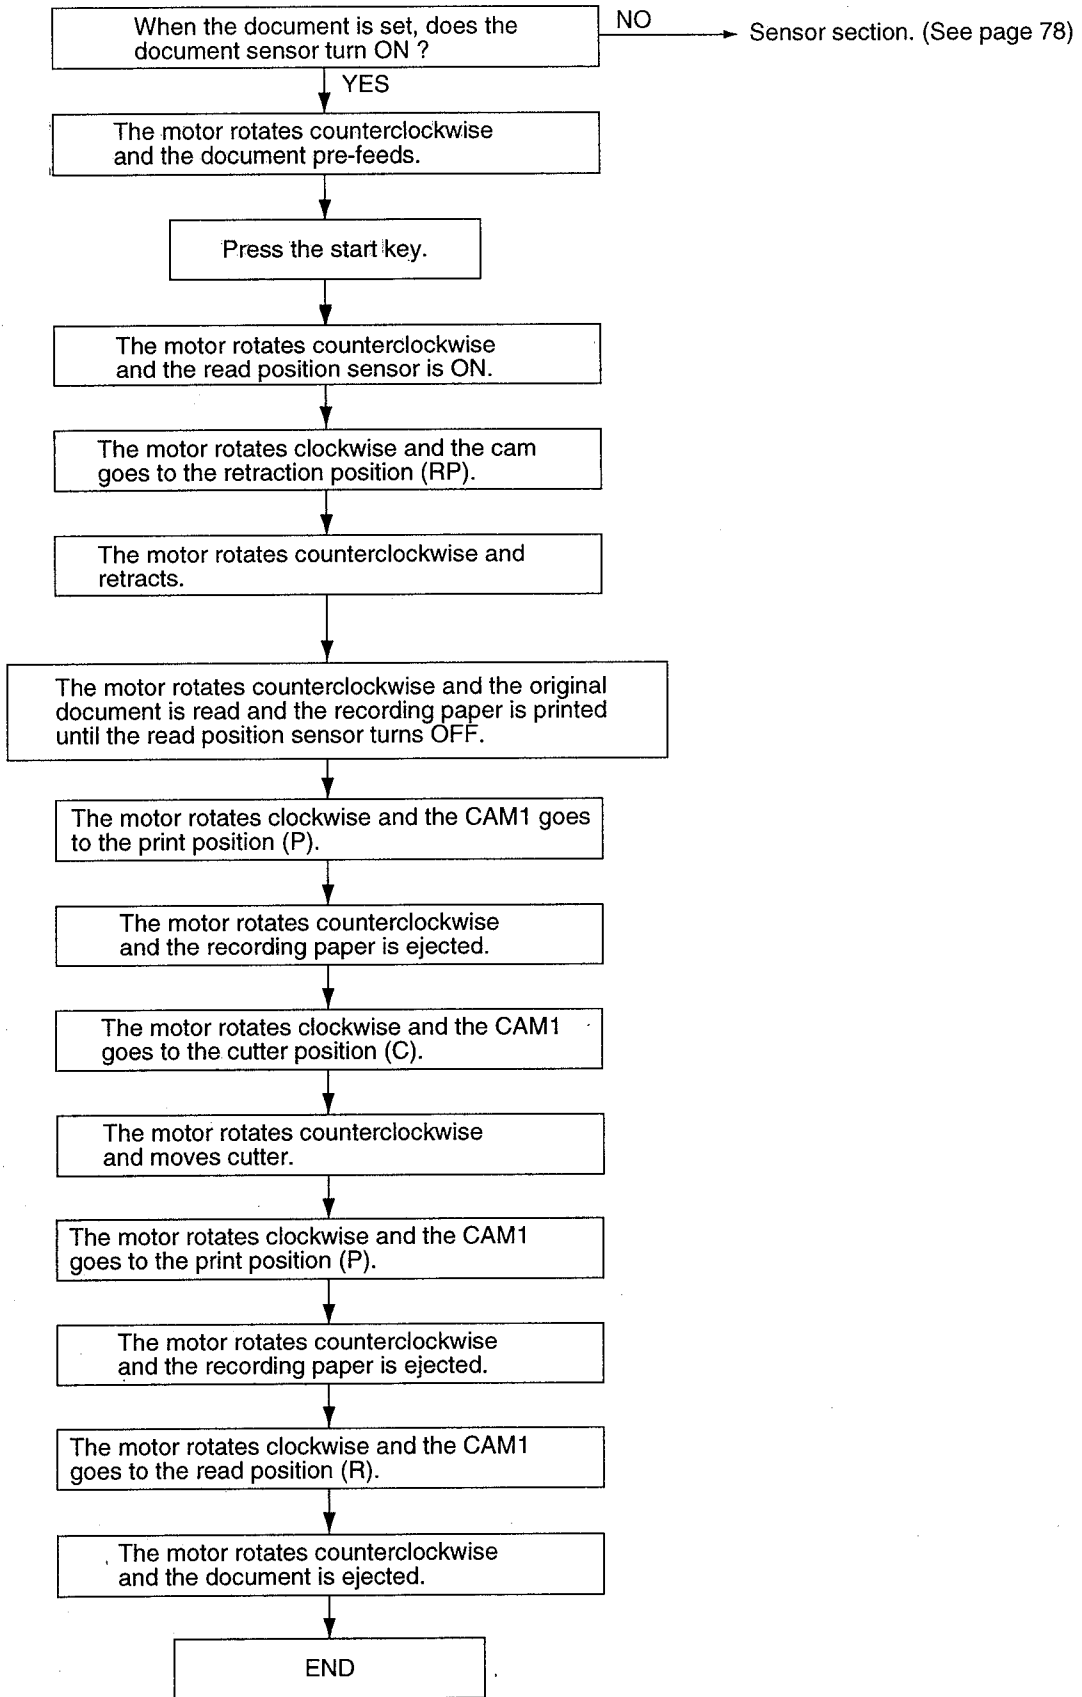 When the document is set, does the
document sensor turn ON ?
NO
Sensor section. (See page 78)
YES
The motor rotates counterclockwise
and the document pre-feeds.
Press the start key.
The motor rotates counterclockwise
and the read position sensor is ON.
The motor rotates clockwise and the cam
goes to the retraction position (RP).
The motor rotates counterclockwise and
retracts.
The motor rotates counterclockwise and the original
document is read and the recording paper is printed
until the read position sensor turns OFF.
The motor rotates clockwise and the CAM1 goes
to the print position (P).
The motor rotates counterclockwise
and the recording paper is ejected.
The motor rotates clockwise and the CAM1
goes to the cutter position (C).
The motor rotates counterclockwise
and moves cutter.
The motor rotates clockwise and the CAM1
goes to the print position (P).
The motor rotates counterclockwise
and the recording paper is ejected.
The motor rotates clockwise and the CAM1
goes to the read position (R).
The motor rotates counterclockwise
and the document is ejected.
END